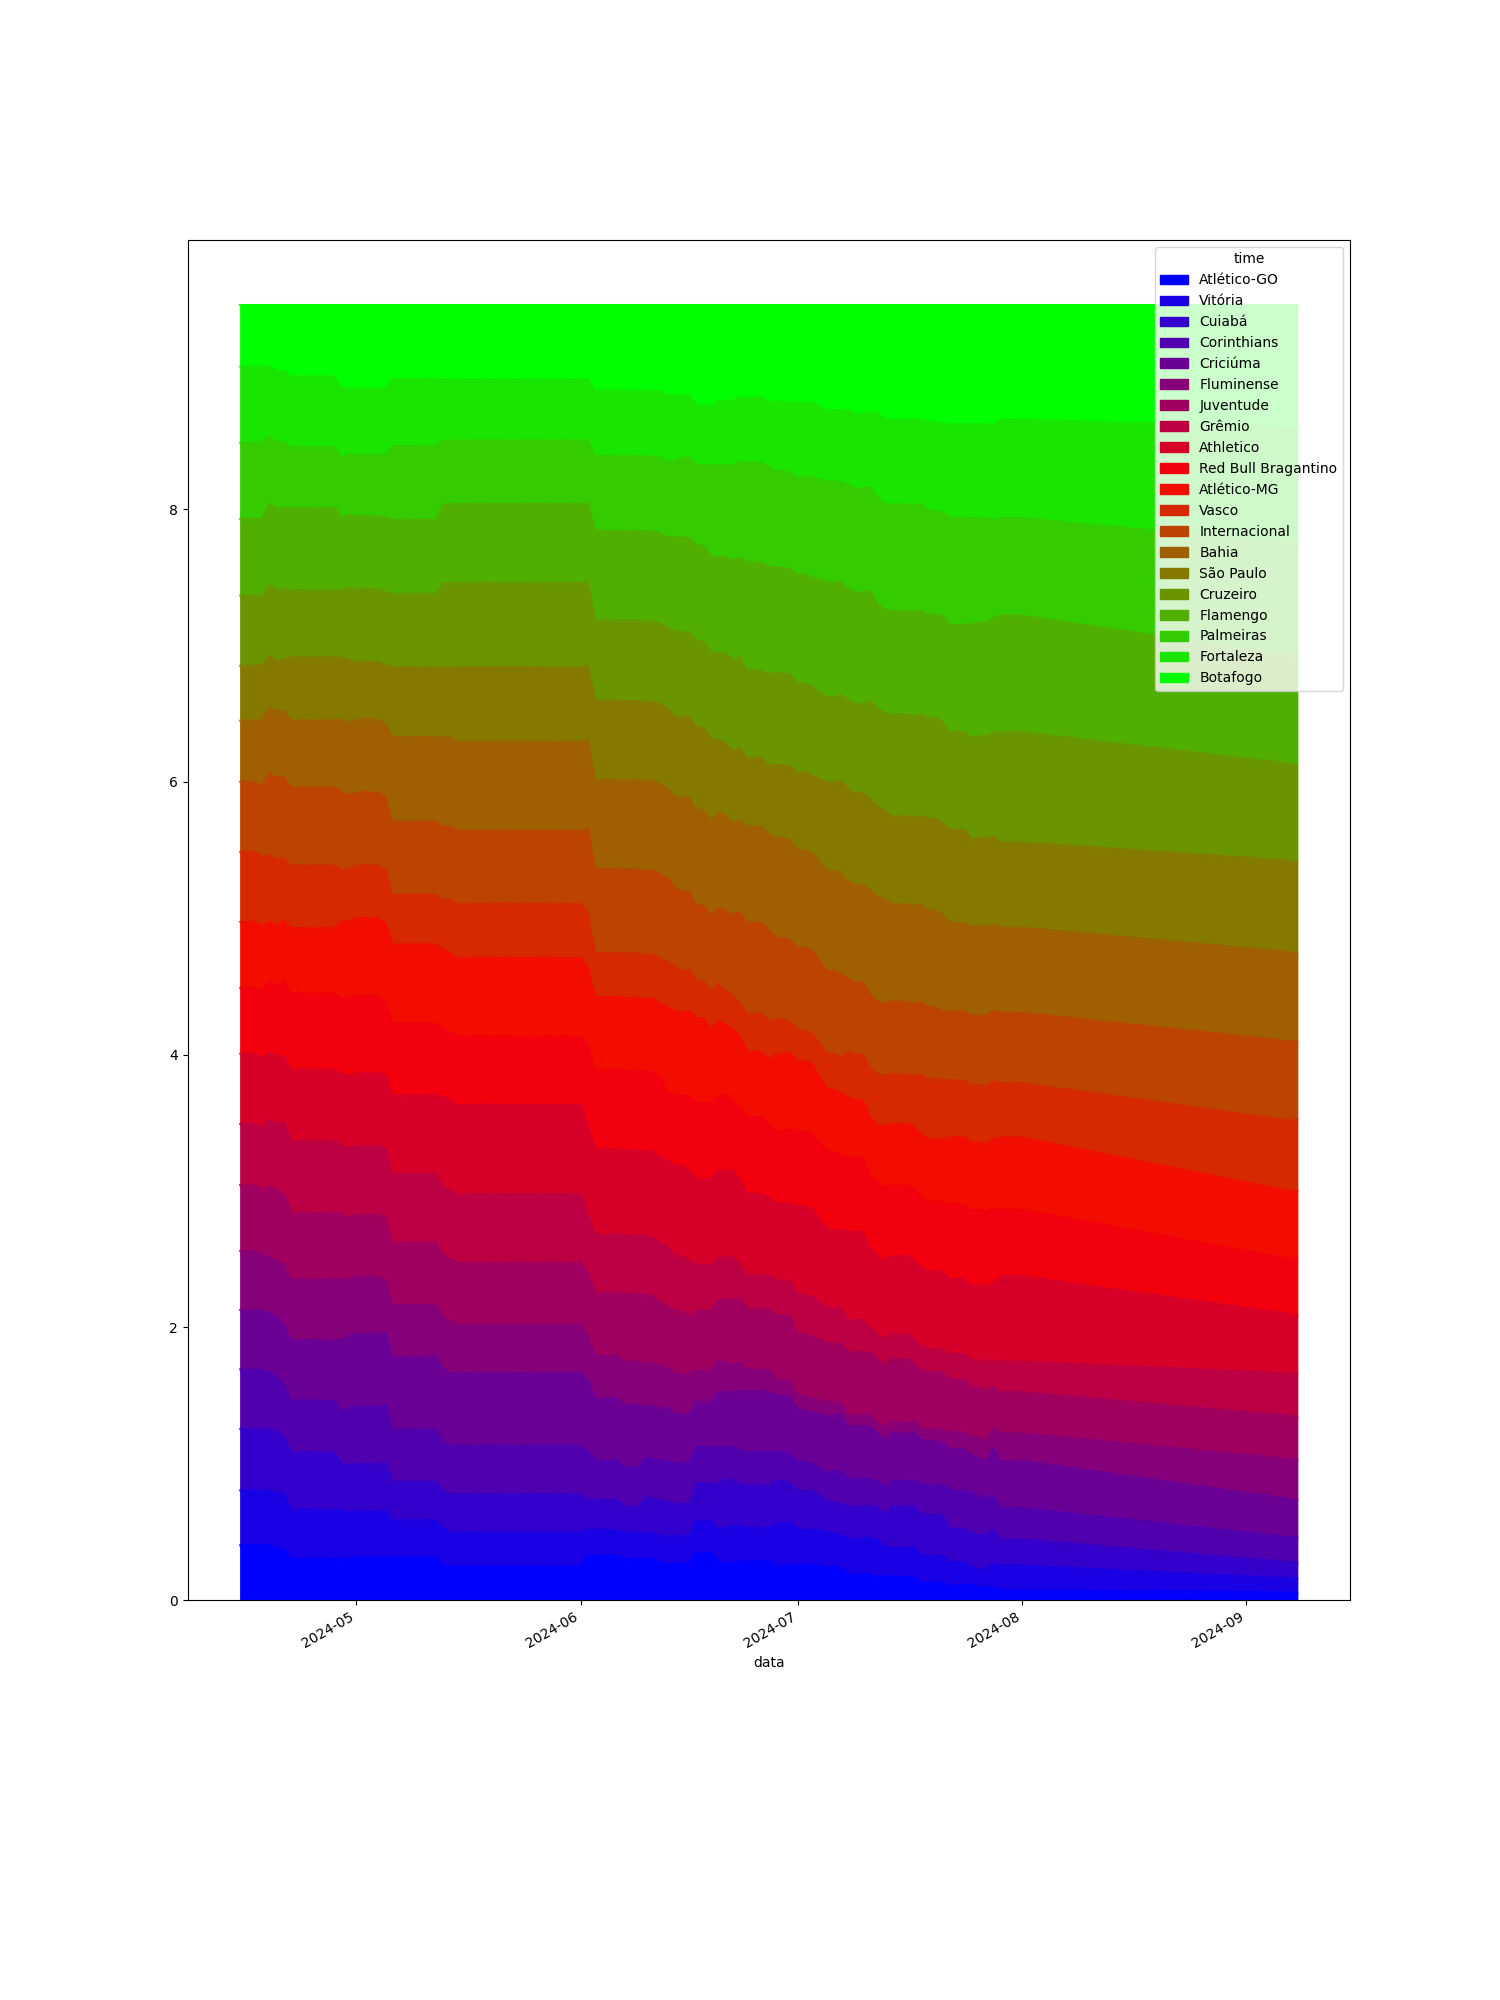 time
Atlético-GO
Vitória
Cuiabá
Corinthians
Criciúma
Fluminense
Juventude
Grêmio
Athletico
Red Bull Bragantino
Atlético-MG
Vasco
Internacional
Bahia
São Paulo
Cruzeiro
Flamengo
Palmeiras
Fortaleza
Botafogo
8
6
4
2
0
2024-05
2024-06
2024-07
2024-08
2024-09
data